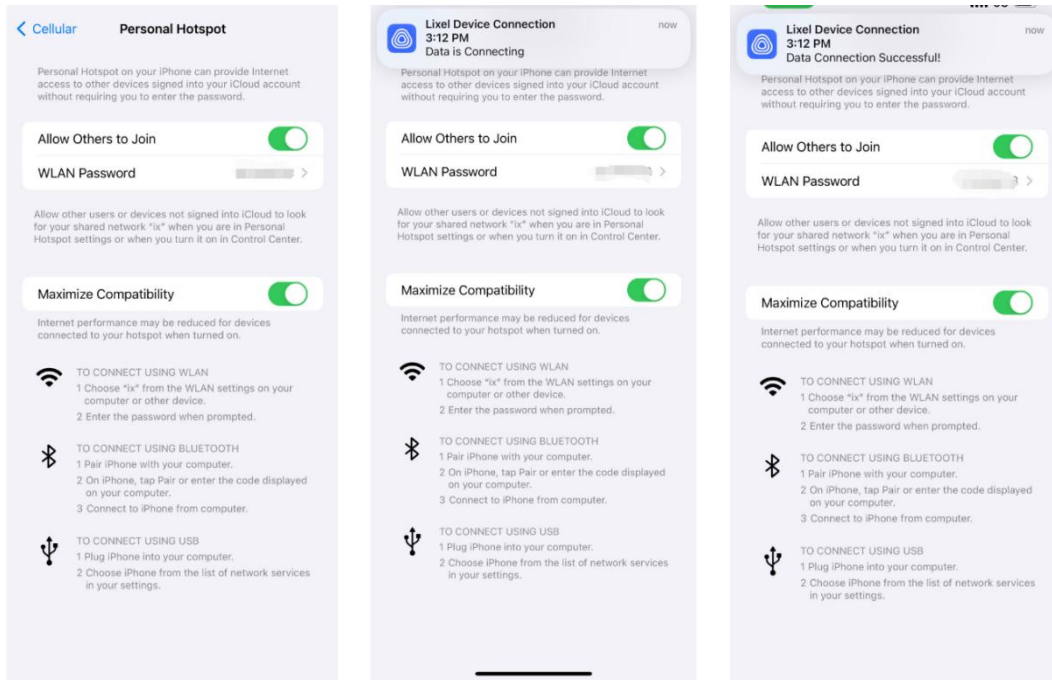 Cellular
Personal Hotspot
Personal Hotspot on your iPhone can provide Internet
access to other devices signed into your iCloud account
without requiring you to enter the password.
Allow Others to Join
WLAN Password
Allow other users or devices not signed into iCloud to look
for your shared network "ix" when you are in Personal
Hotspot settings or when you turn it on in Control Center.
Maximize Compatibility
Internet performance may be reduced for devices
connected to your hotspot when turned on.
TO CONNECT USING WLAN
1 Choose "ix" from the WLAN settings on your
computer or other device.
2 Enter the password when prompted.
TO CONNECT USING BLUETOOTH
1 Pair iPhone with your computer.
2 On iPhone, tap Pair or enter the code displayed
on your computer.
3 Connect to iPhone from computer.
TO CONNECT USING USB
1 Plug iPhone into your computer.
2 Choose iPhone from the list of network services
in your settings.
Lixel Device Connection
now
3:12 PM
Data is Connecting
Personal Hotspot on your iPhone can provide Internet
access to other devices signed into your iCloud account
without requiring you to enter the password.
Allow Others to Join
WLAN Password
Allow other users or devices not signed into iCloud to look
for your shared network "ix" when you are in Personal
Hotspot settings or when you turn it on in Control Center.
Maximize Compatibility
Internet performance may be reduced for devices
connected to your hotspot when turned on.
TO CONNECT USING WLAN
1 Choose "ix" from the WLAN settings on your
computer or other device.
2 Enter the password when prompted.
TO CONNECT USING BLUETOOTH
1 Pair iPhone with your computer.
2 On iPhone, tap Pair or enter the code displayed
on your computer.
3 Connect to iPhone from computer.
TO CONNECT USING USB
1 Plug iPhone into your computer.
2 Choose iPhone from the list of network services
in your settings.
Lixel Device Connection
now
3:12 PM
Data Connection Successful!
Personal Hotspot on your iPhone can provide Internet
access to other devices signed into your iCloud account
without requiring you to enter the password.
Allow Others to Join
WLAN Password
Allow other users or devices not signed into iCloud to look
for your shared network "ix" when you are in Personal
Hotspot settings or when you turn it on in Control Center.
Maximize Compatibility
Internet performance may be reduced for devices
connected to your hotspot when turned on.
TO CONNECT USING WLAN
1 Choose "ix" from the WLAN settings on your
computer or other device.
2 Enter the password when prompted.
TO CONNECT USING BLUETOOTH
1 Pair iPhone with your computer.
2 On iPhone, tap Pair or enter the code displayed
on your computer.
3 Connect to iPhone from computer.
TO CONNECT USING USB
1 Plug iPhone into your computer.
2 Choose iPhone from the list of network services
in your settings.